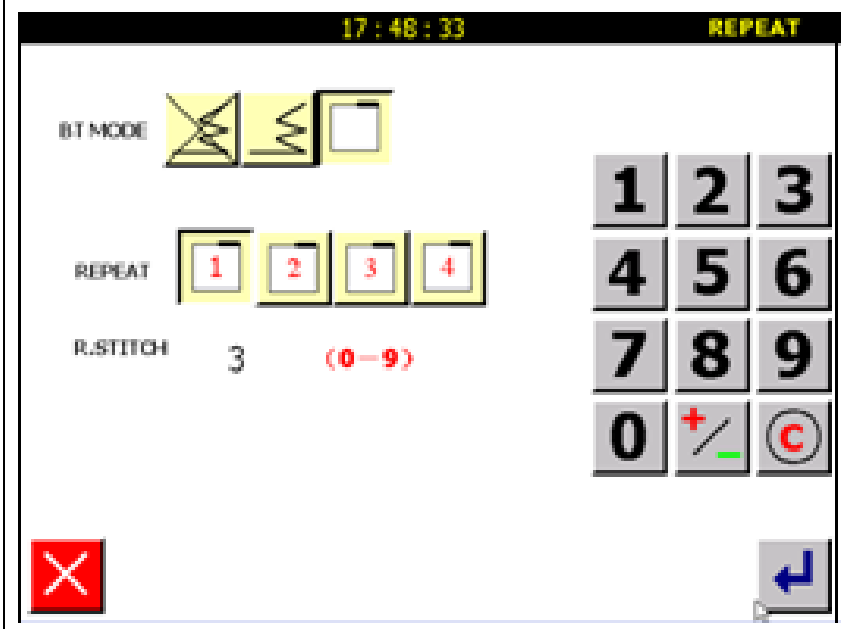 17 : 48 : 33 REPEAT
BT MODE
1 2 3
REPEAT 1 2 3 4
4 5 6
R.STITCH 3 (0—9)
7 8 9
0 +/− C